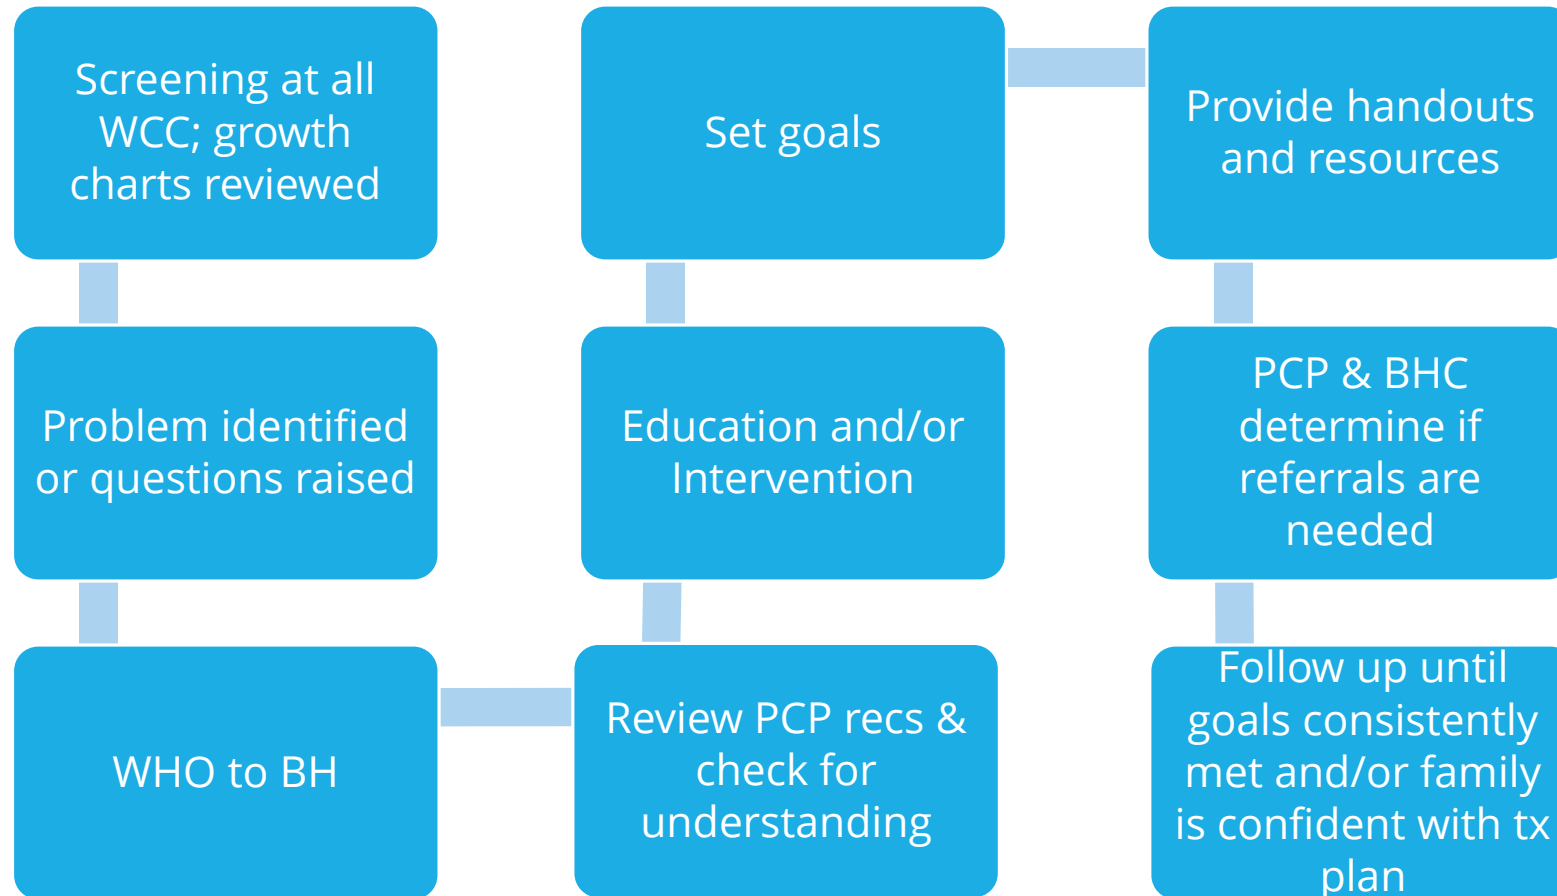 Screening at all
WCC; growth
charts reviewed
Problem identified
or questions raised
WHO to BH
Review PCP recs &
check for
understanding
Education and/or
Intervention
Set goals
Provide handouts
and resources
PCP & BHC
determine if
referrals are
needed
Follow up until
goals consistently
met and/or family
is confident with tx
plan